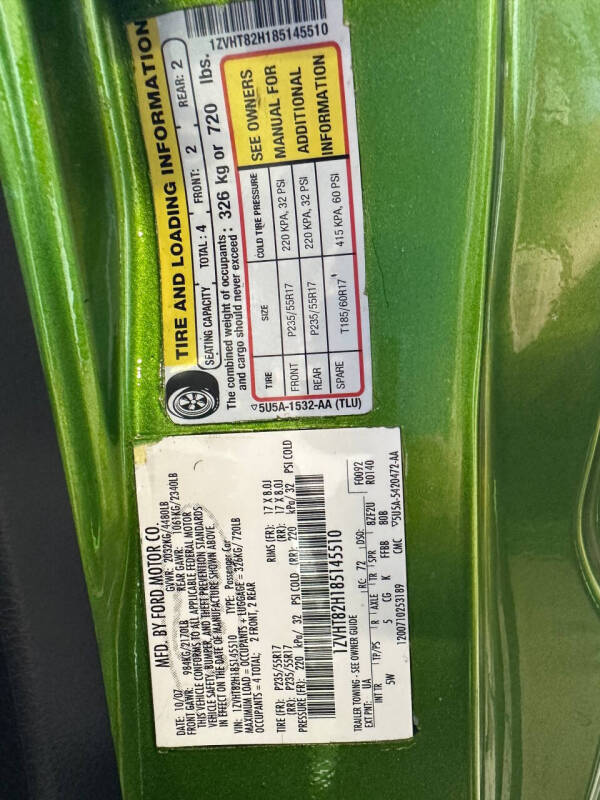 1ZVHT82H185145510
TIRE AND LOADING INFORMATION
SEATING CAPACITY TOTAL: 4 FRONT: 2 REAR: 2
The combined weight of occupants and cargo should never exceed : 326 kg or 720 lbs.
TIRE SIZE COLD TIRE PRESSURE
FRONT P235/55R17 220 KPA, 32 PSI
REAR P235/55R17 220 KPA, 32 PSI
SPARE T185/60R17 415 KPA, 60 PSI
SEE OWNERS
MANUAL FOR
ADDITIONAL
INFORMATION
5U5A-1532-AA (TLU)
MFD. BY FORD MOTOR CO.
DATE: 10/07 GVWR: 2032KG/4480LB
FRONT GAWR: 984KG/2170LB REAR GAWR: 1061KG/2340LB
THIS VEHICLE CONFORMS TO ALL APPLICABLE FEDERAL MOTOR
VEHICLE SAFETY, BUMPER, AND THEFT PREVENTION STANDARDS
IN EFFECT ON THE DATE OF MANUFACTURE SHOWN ABOVE.
VIN: 1ZVHT82H185145510 TYPE: Passenger Car
MAXIMUM LOAD = OCCUPANTS + LUGGAGE = 326KG/ 720LB
OCCUPANTS = 4 TOTAL; 2 FRONT, 2 REAR
TIRE (FR): P235/55R17 RIMS (FR): 17 X 8.0J
(RR): P235/55R17 (RR): 17 X 8.0J
PRESSURE (FR): 220 kPa/ 32 PSI COLD (RR): 220 kPa/ 32 PSI COLD
1ZVHT82H185145510
TRAILER TOWING - SEE OWNER GUIDE F0092
EXT PNT: UA RC: 72 DSO: R0140
INT TR TP/PS R AXLE TR SPR BZF2U
5W 5 CG K FFBB 80B
1200710253189 CMC 5U5A-5420472-AA